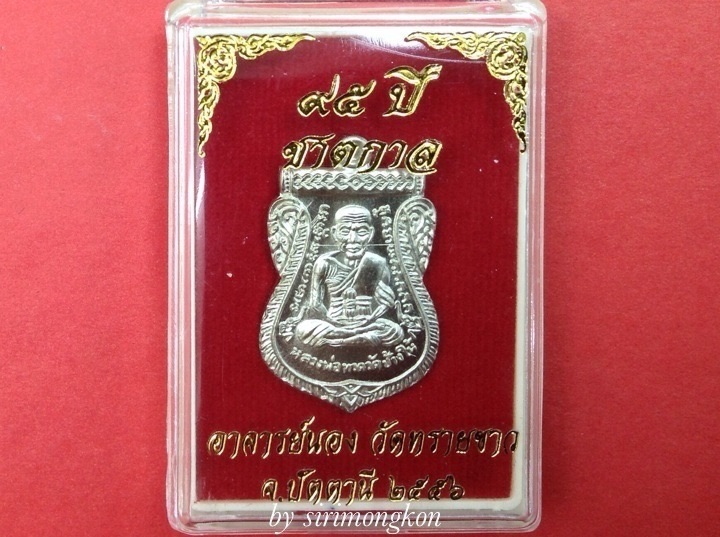 ๙๕ ปี
ชาตกาล
หลวงพ่อทวดวัดช้างให้
อาจารย์นอง วัดทรายขาว
จ.ปัตตานี ๒๕๕๖
by sirimongkon